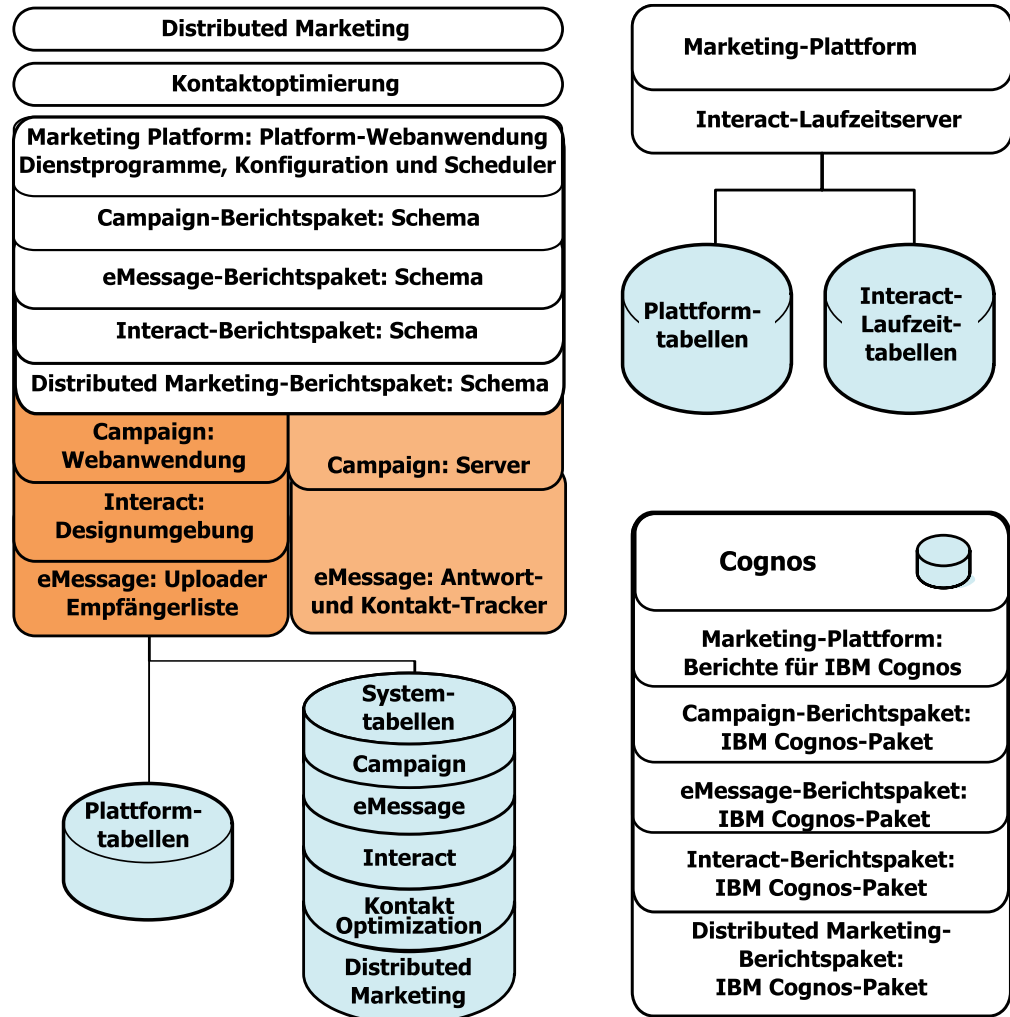 Distributed Marketing
Kontaktoptimierung
Marketing Platform: Platform-Webanwendung
Dienstprogramme, Konfiguration und Scheduler
Campaign-Berichtspaket: Schema
eMessage-Berichtspaket: Schema
Interact-Berichtspaket: Schema
Distributed Marketing-Berichtspaket: Schema
Campaign:
Webanwendung
Campaign: Server
Interact:
Designumgebung
eMessage: Uploader
Empfängerliste
eMessage: Antwort-
und Kontakt-Tracker
Plattform-
tabellen
System-
tabellen
Campaign
eMessage
Interact
Kontakt
Optimization
Distributed
Marketing
Marketing-Plattform
Interact-Laufzeitserver
Plattform-
tabellen
Interact-
Laufzeit-
tabellen
Cognos
Marketing-Plattform:
Berichte für IBM Cognos
Campaign-Berichtspaket:
IBM Cognos-Paket
eMessage-Berichtspaket:
IBM Cognos-Paket
Interact-Berichtspaket:
IBM Cognos-Paket
Distributed Marketing-
Berichtspaket:
IBM Cognos-Paket